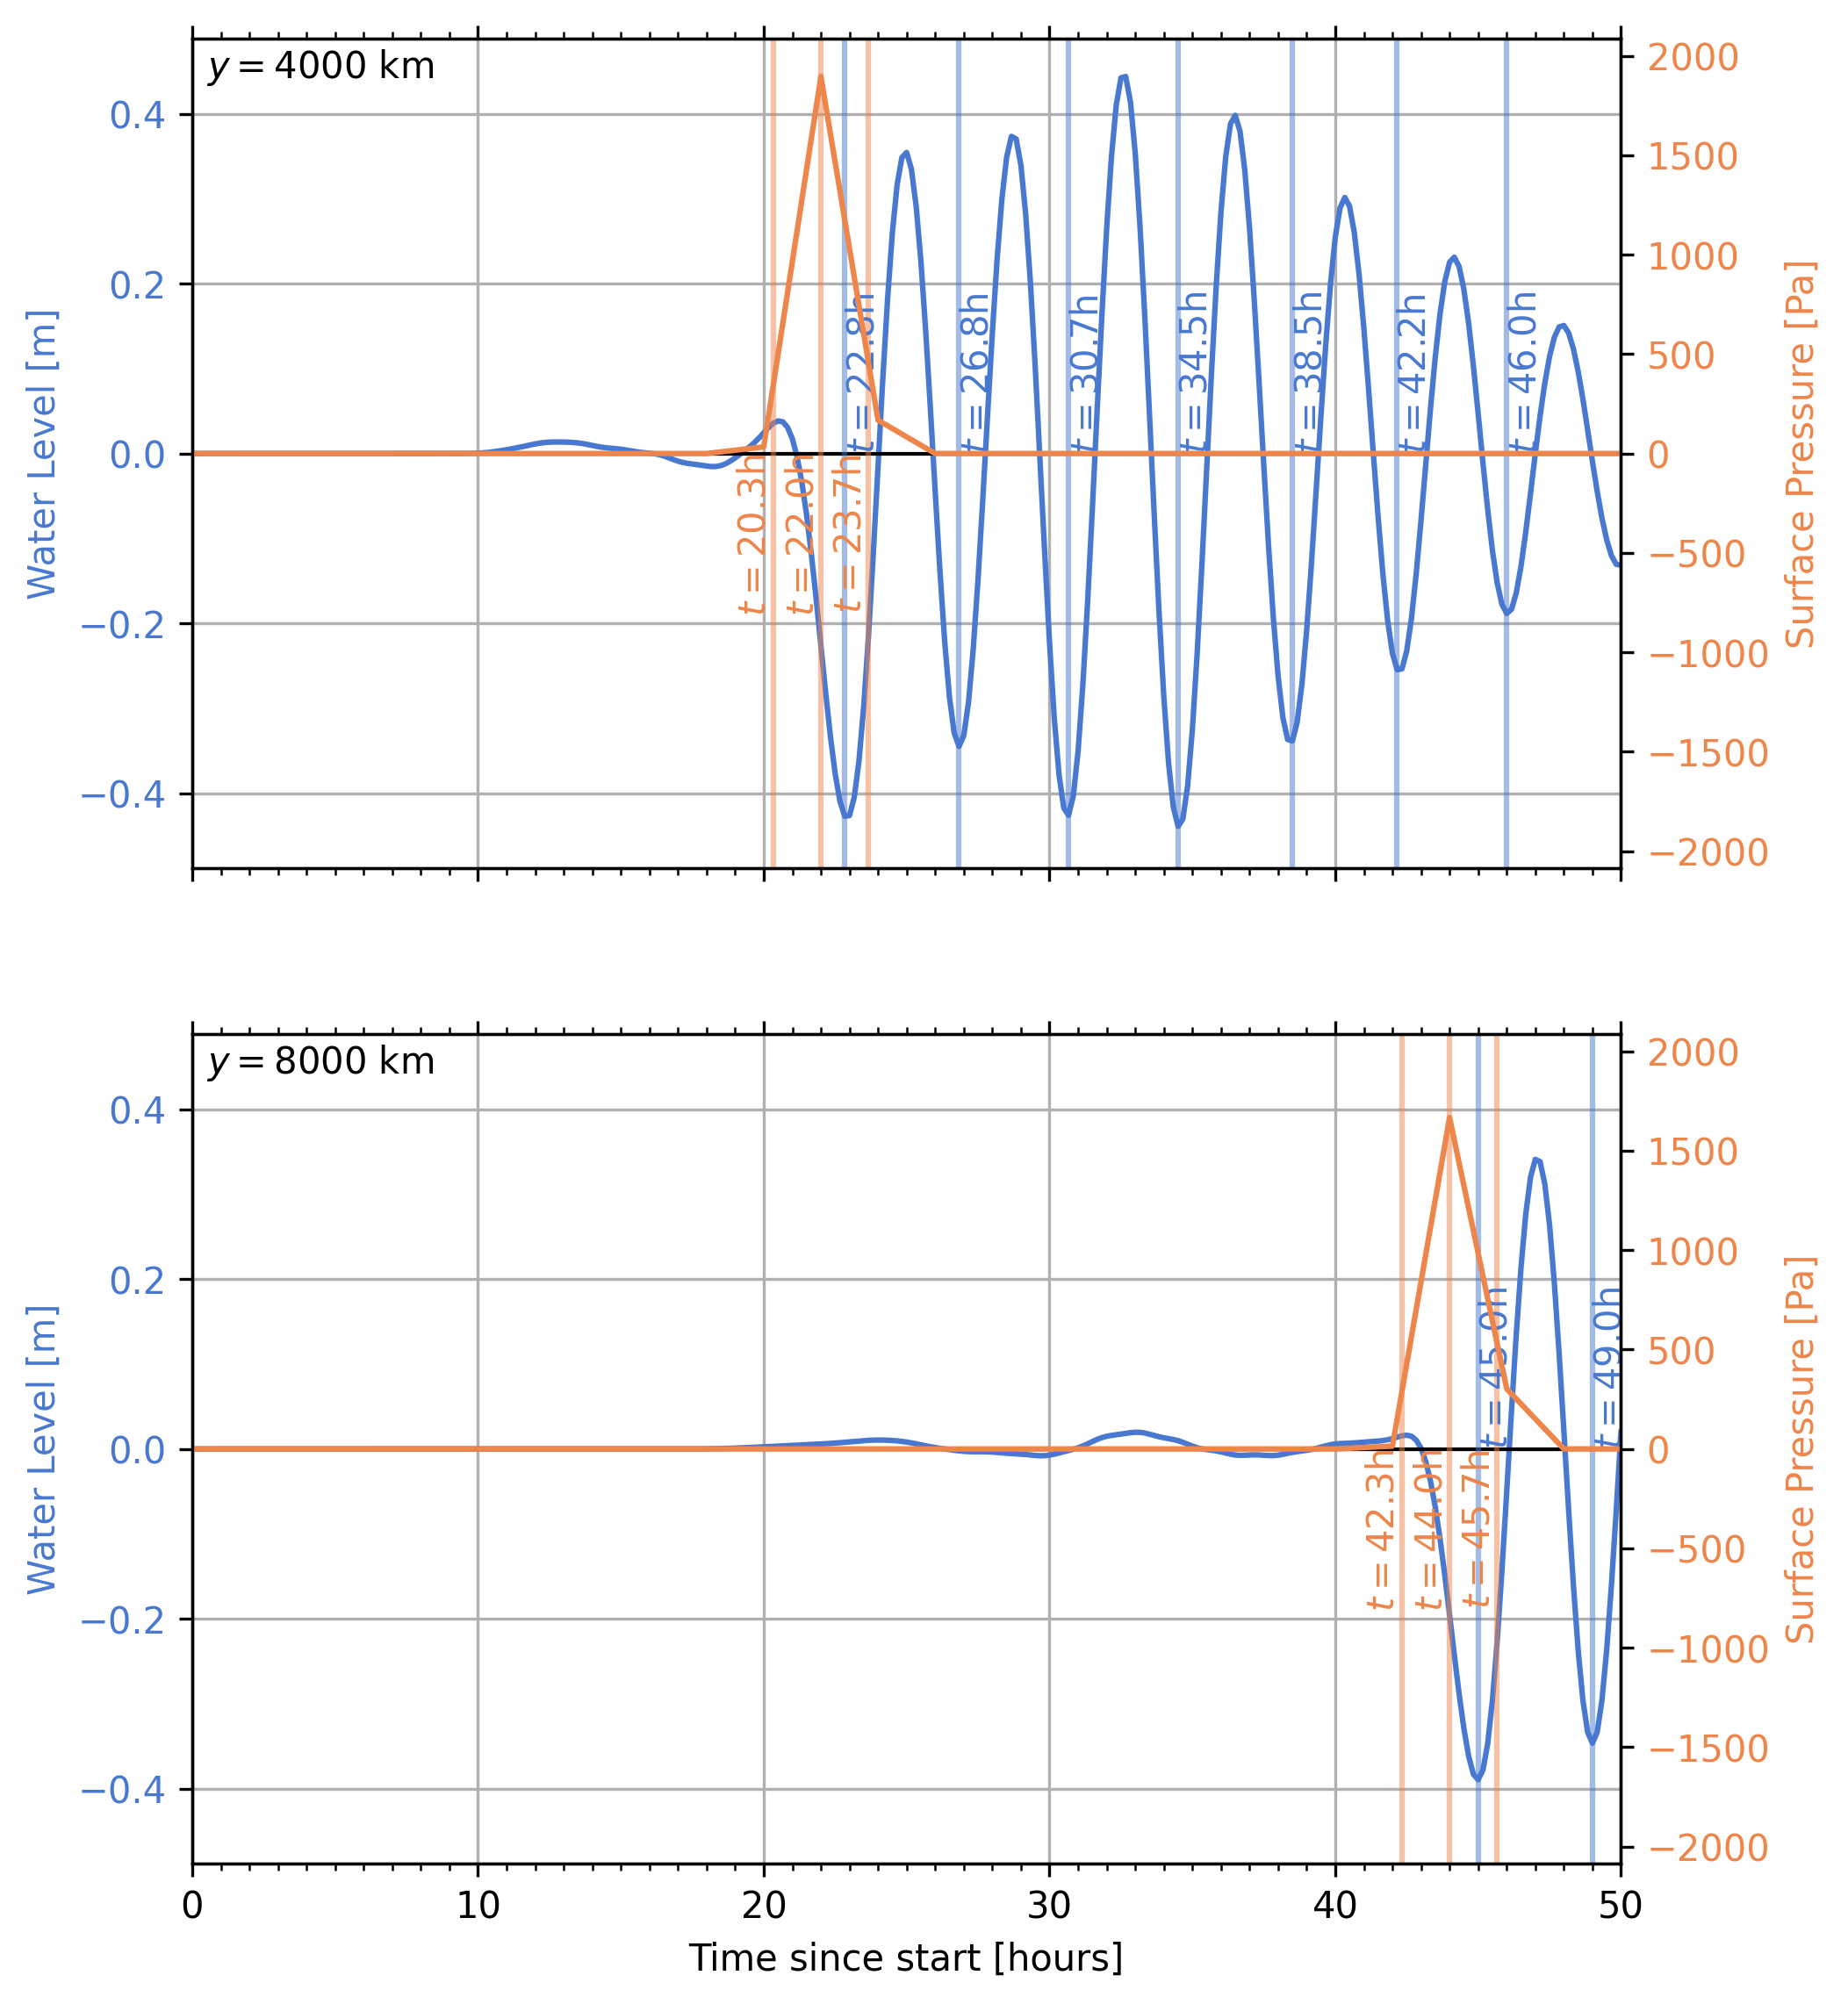 y = 4000 km
Water Level [m]
0.4
0.2
0.0
−0.2
−0.4
t = 20.3h
t = 22.0h
t = 23.7h
t = 22.8h
t = 26.8h
t = 30.7h
t = 34.5h
t = 38.5h
t = 42.2h
t = 46.0h
2000
1500
1000
500
0
−500
−1000
−1500
−2000
Surface Pressure [Pa]
y = 8000 km
Water Level [m]
0.4
0.2
0.0
−0.2
−0.4
t = 42.3h
t = 44.0h
t = 45.7h
t = 45.0h
t = 49.0h
2000
1500
1000
500
0
−500
−1000
−1500
−2000
Surface Pressure [Pa]
0 10 20 30 40 50
Time since start [hours]